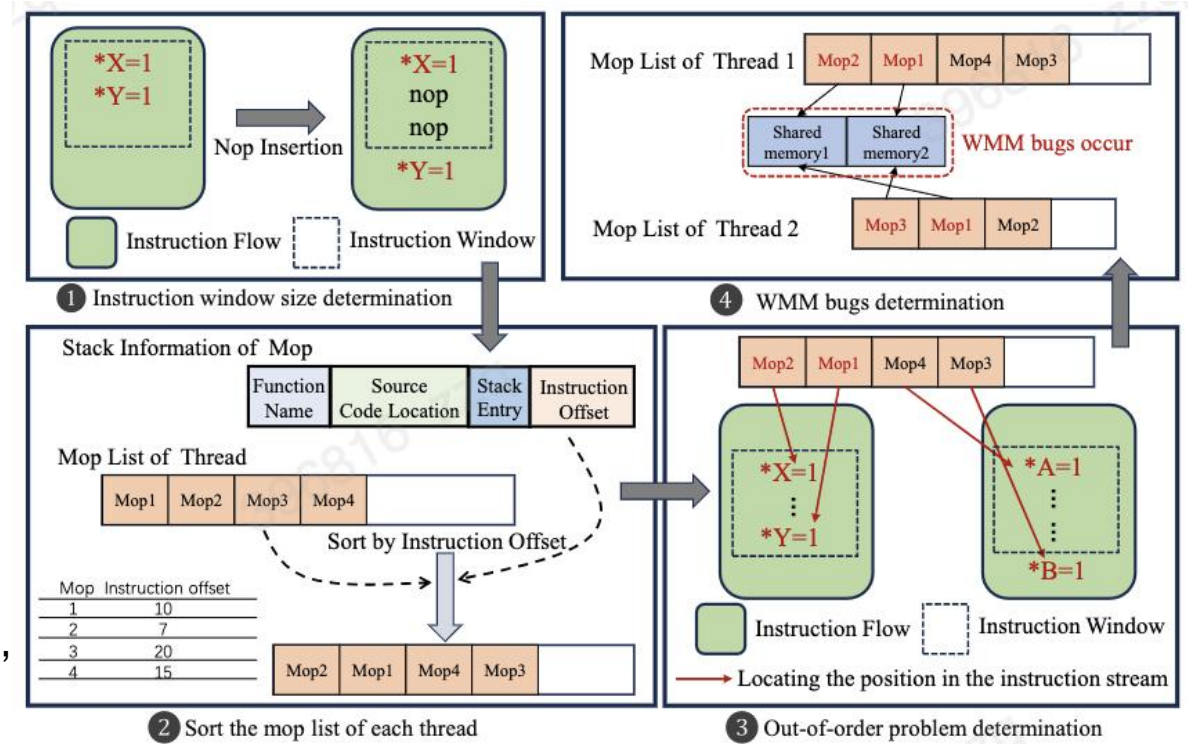 *X=1
*Y=1
Nop Insertion
*X=1
nop
nop
*Y=1
Instruction Flow
Instruction Window
1 Instruction window size determination
Stack Information of Mop
Function Name
Source Code Location
Stack Entry
Instruction Offset
Mop List of Thread
Mop1 Mop2 Mop3 Mop4
Sort by Instruction Offset
Mop Instruction offset
1 10
2 7
3 20
4 15
,
Mop2 Mop1 Mop4 Mop3
2 Sort the mop list of each thread
Mop2 Mop1 Mop4 Mop3
*X=1
⋮
*Y=1
*A=1
⋮
⋮
*B=1
Instruction Flow
Instruction Window
Locating the position in the instruction stream
3 Out-of-order problem determination
Mop List of Thread 1
Mop2 Mop1 Mop4 Mop3
Shared memory1
Shared memory2
WMM bugs occur
Mop List of Thread 2
Mop3 Mop1 Mop2
4 WMM bugs determination